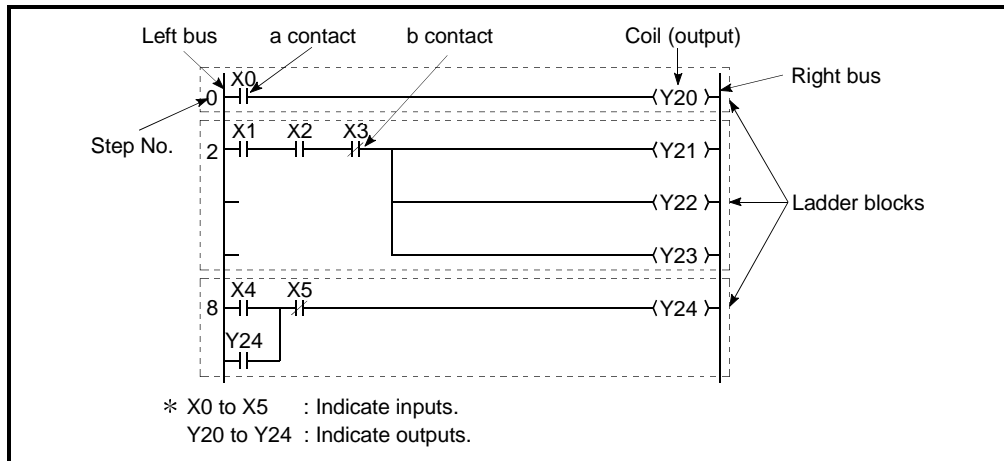 Left bus a contact b contact Coil (output)
Right bus
X0
0 Y20
Step No.
X1 X2 X3
2 Y21
Y22 Ladder blocks
Y23
X4 X5
8 Y24
Y24
＊ X0 to X5 : Indicate inputs.
Y20 to Y24 : Indicate outputs.